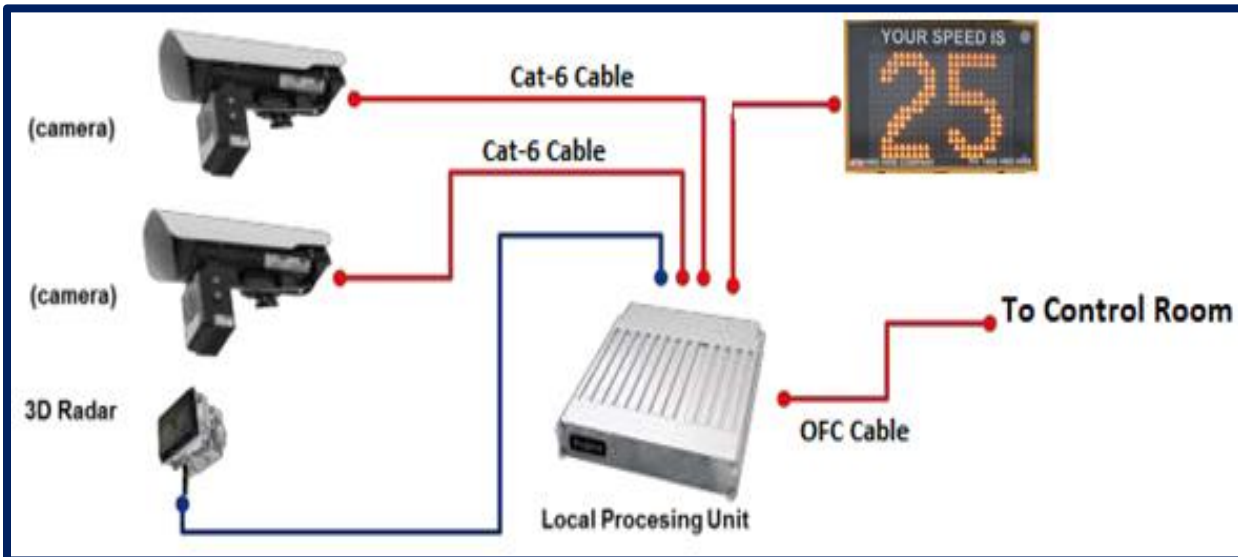 YOUR SPEED IS
25
Cat-6 Cable
(camera)
Cat-6 Cable
(camera)
To Control Room
3D Radar
OFC Cable
Local Procesing Unit